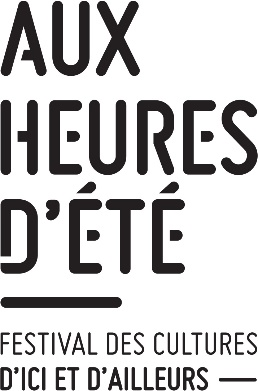 AUX
HEURES
D'ÉTÉ
FESTIVAL DES CULTURES
D'ICI ET D'AILLEURS